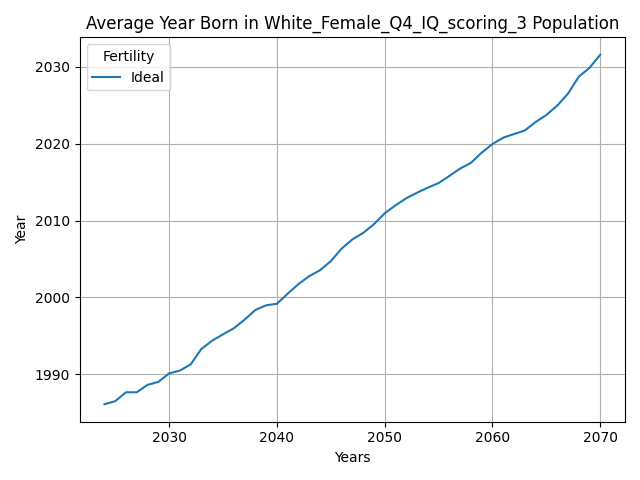 Average Year Born in White_Female_Q4_IQ_scoring_3 Population
Fertility
Ideal
2030
2020
2010
2000
1990
Year
2030 2040 2050 2060 2070
Years